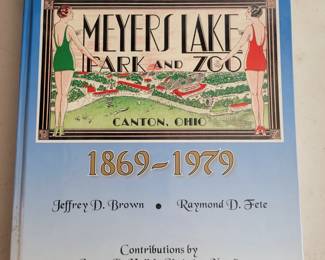 MEYERS LAKE
PARK AND ZOO
CANTON, OHIO
1869-1979
Jeffrey D. Brown • Raymond D. Fete
Contributions by